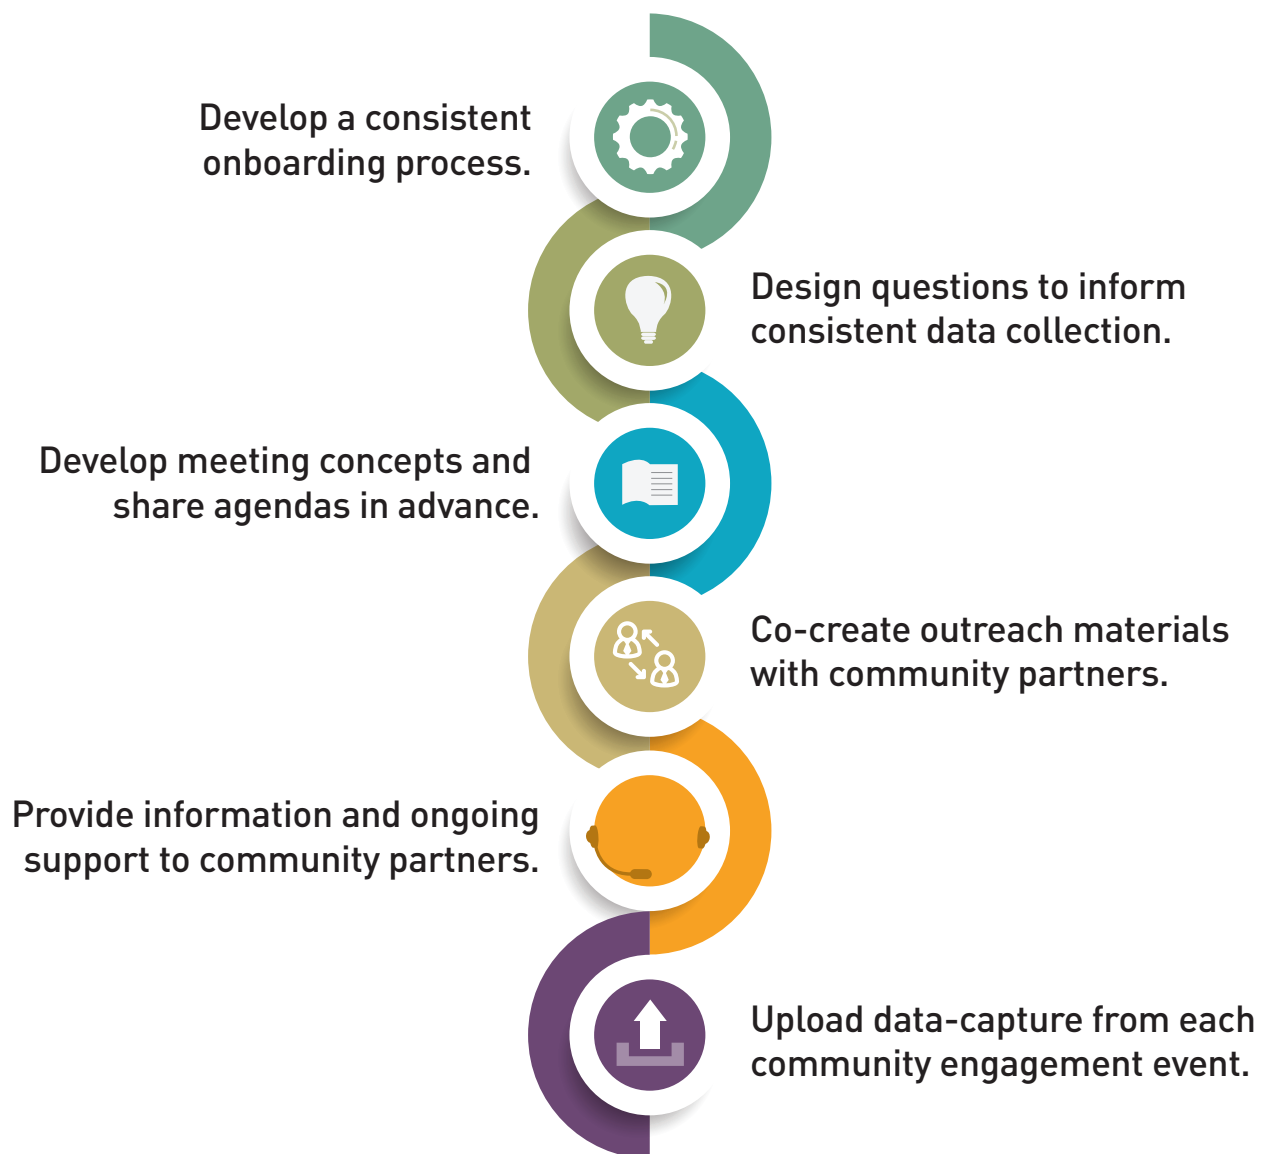 Develop a consistent
onboarding process.
Design questions to inform
consistent data collection.
Develop meeting concepts and
share agendas in advance.
Co-create outreach materials
with community partners.
Provide information and ongoing
support to community partners.
Upload data-capture from each
community engagement event.